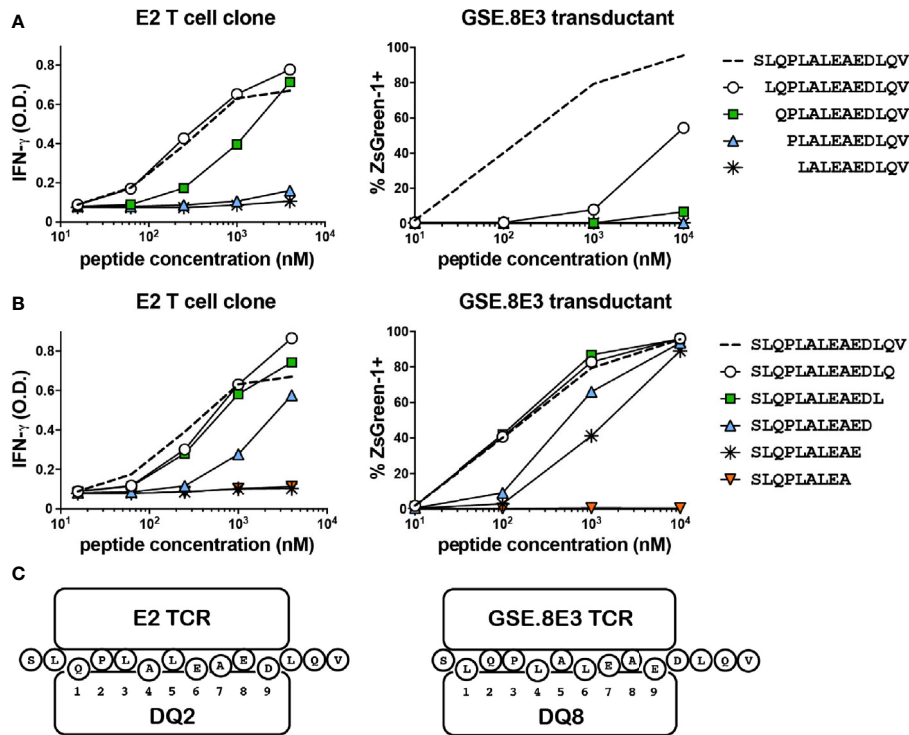 A
E2 T cell clone
GSE.8E3 transductant
IFN-γ (O.D.)
0.8
0.6
0.4
0.2
0
10¹ 10² 10³ 10⁴
peptide concentration (nM)
% ZsGreen-1+
100
80
60
40
20
0
10¹ 10² 10³ 10⁴
peptide concentration (nM)
SLQPLALEAEDLQV
LQPLALEAEDLQV
QPLALEAEDLQV
PLALEAEDLQV
LALEAEDLQV
B
E2 T cell clone
GSE.8E3 transductant
IFN-γ (O.D.)
0.8
0.6
0.4
0.2
0
10¹ 10² 10³ 10⁴
peptide concentration (nM)
% ZsGreen-1+
100
80
60
40
20
0
10¹ 10² 10³ 10⁴
peptide concentration (nM)
SLQPLALEAEDLQV
SLQPLALEAEDLQ
SLQPLALEAEDL
SLQPLALEAED
SLQPLALEAE
SLQPLALEA
C
E2 TCR
S L Q P L A L E A E D L Q V
1 2 3 4 5 6 7 8 9
DQ2
GSE.8E3 TCR
S L Q P L A L E A E D L Q V
1 2 3 4 5 6 7 8 9
DQ8